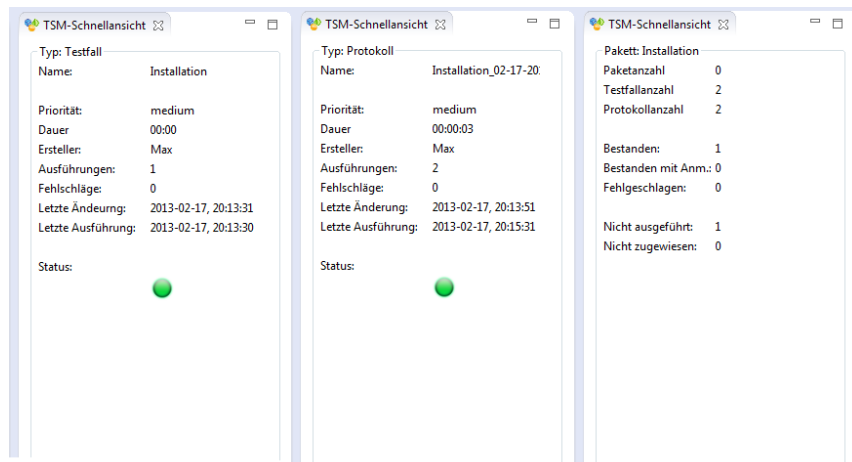 TSM-Schnellansicht
Typ: Testfall
Name: Installation
Priorität: medium
Dauer 00:00
Ersteller: Max
Ausführungen: 1
Fehlschläge: 0
Letzte Ändeurng: 2013-02-17, 20:13:31
Letzte Ausführung: 2013-02-17, 20:13:30
Status:
TSM-Schnellansicht
Typ: Protokoll
Name: Installation_02-17-20:
Priorität: medium
Dauer 00:00:03
Ersteller: Max
Ausführungen: 2
Fehlschläge: 0
Letzte Änderung: 2013-02-17, 20:13:51
Letzte Ausführung: 2013-02-17, 20:15:31
Status:
TSM-Schnellansicht
Pakett: Installation
Paketanzahl 0
Testfallanzahl 2
Protokollanzahl 2
Bestanden: 1
Bestanden mit Anm.: 0
Fehlgeschlagen: 0
Nicht ausgeführt: 1
Nicht zugewiesen: 0